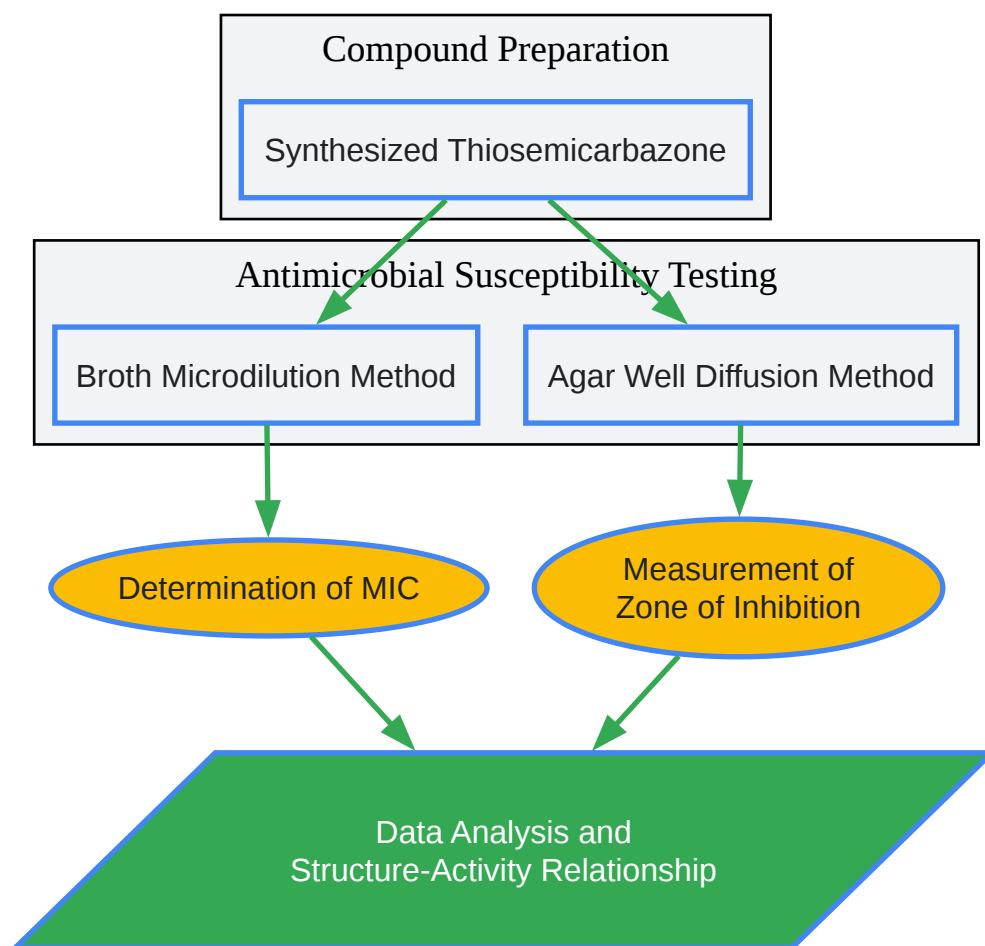 Compound Preparation
Synthesized Thiosemicarbazone
Antimicrobial Susceptibility Testing
Broth Microdilution Method
Agar Well Diffusion Method
Determination of MIC
Measurement of
Zone of Inhibition
Data Analysis and
Structure-Activity Relationship